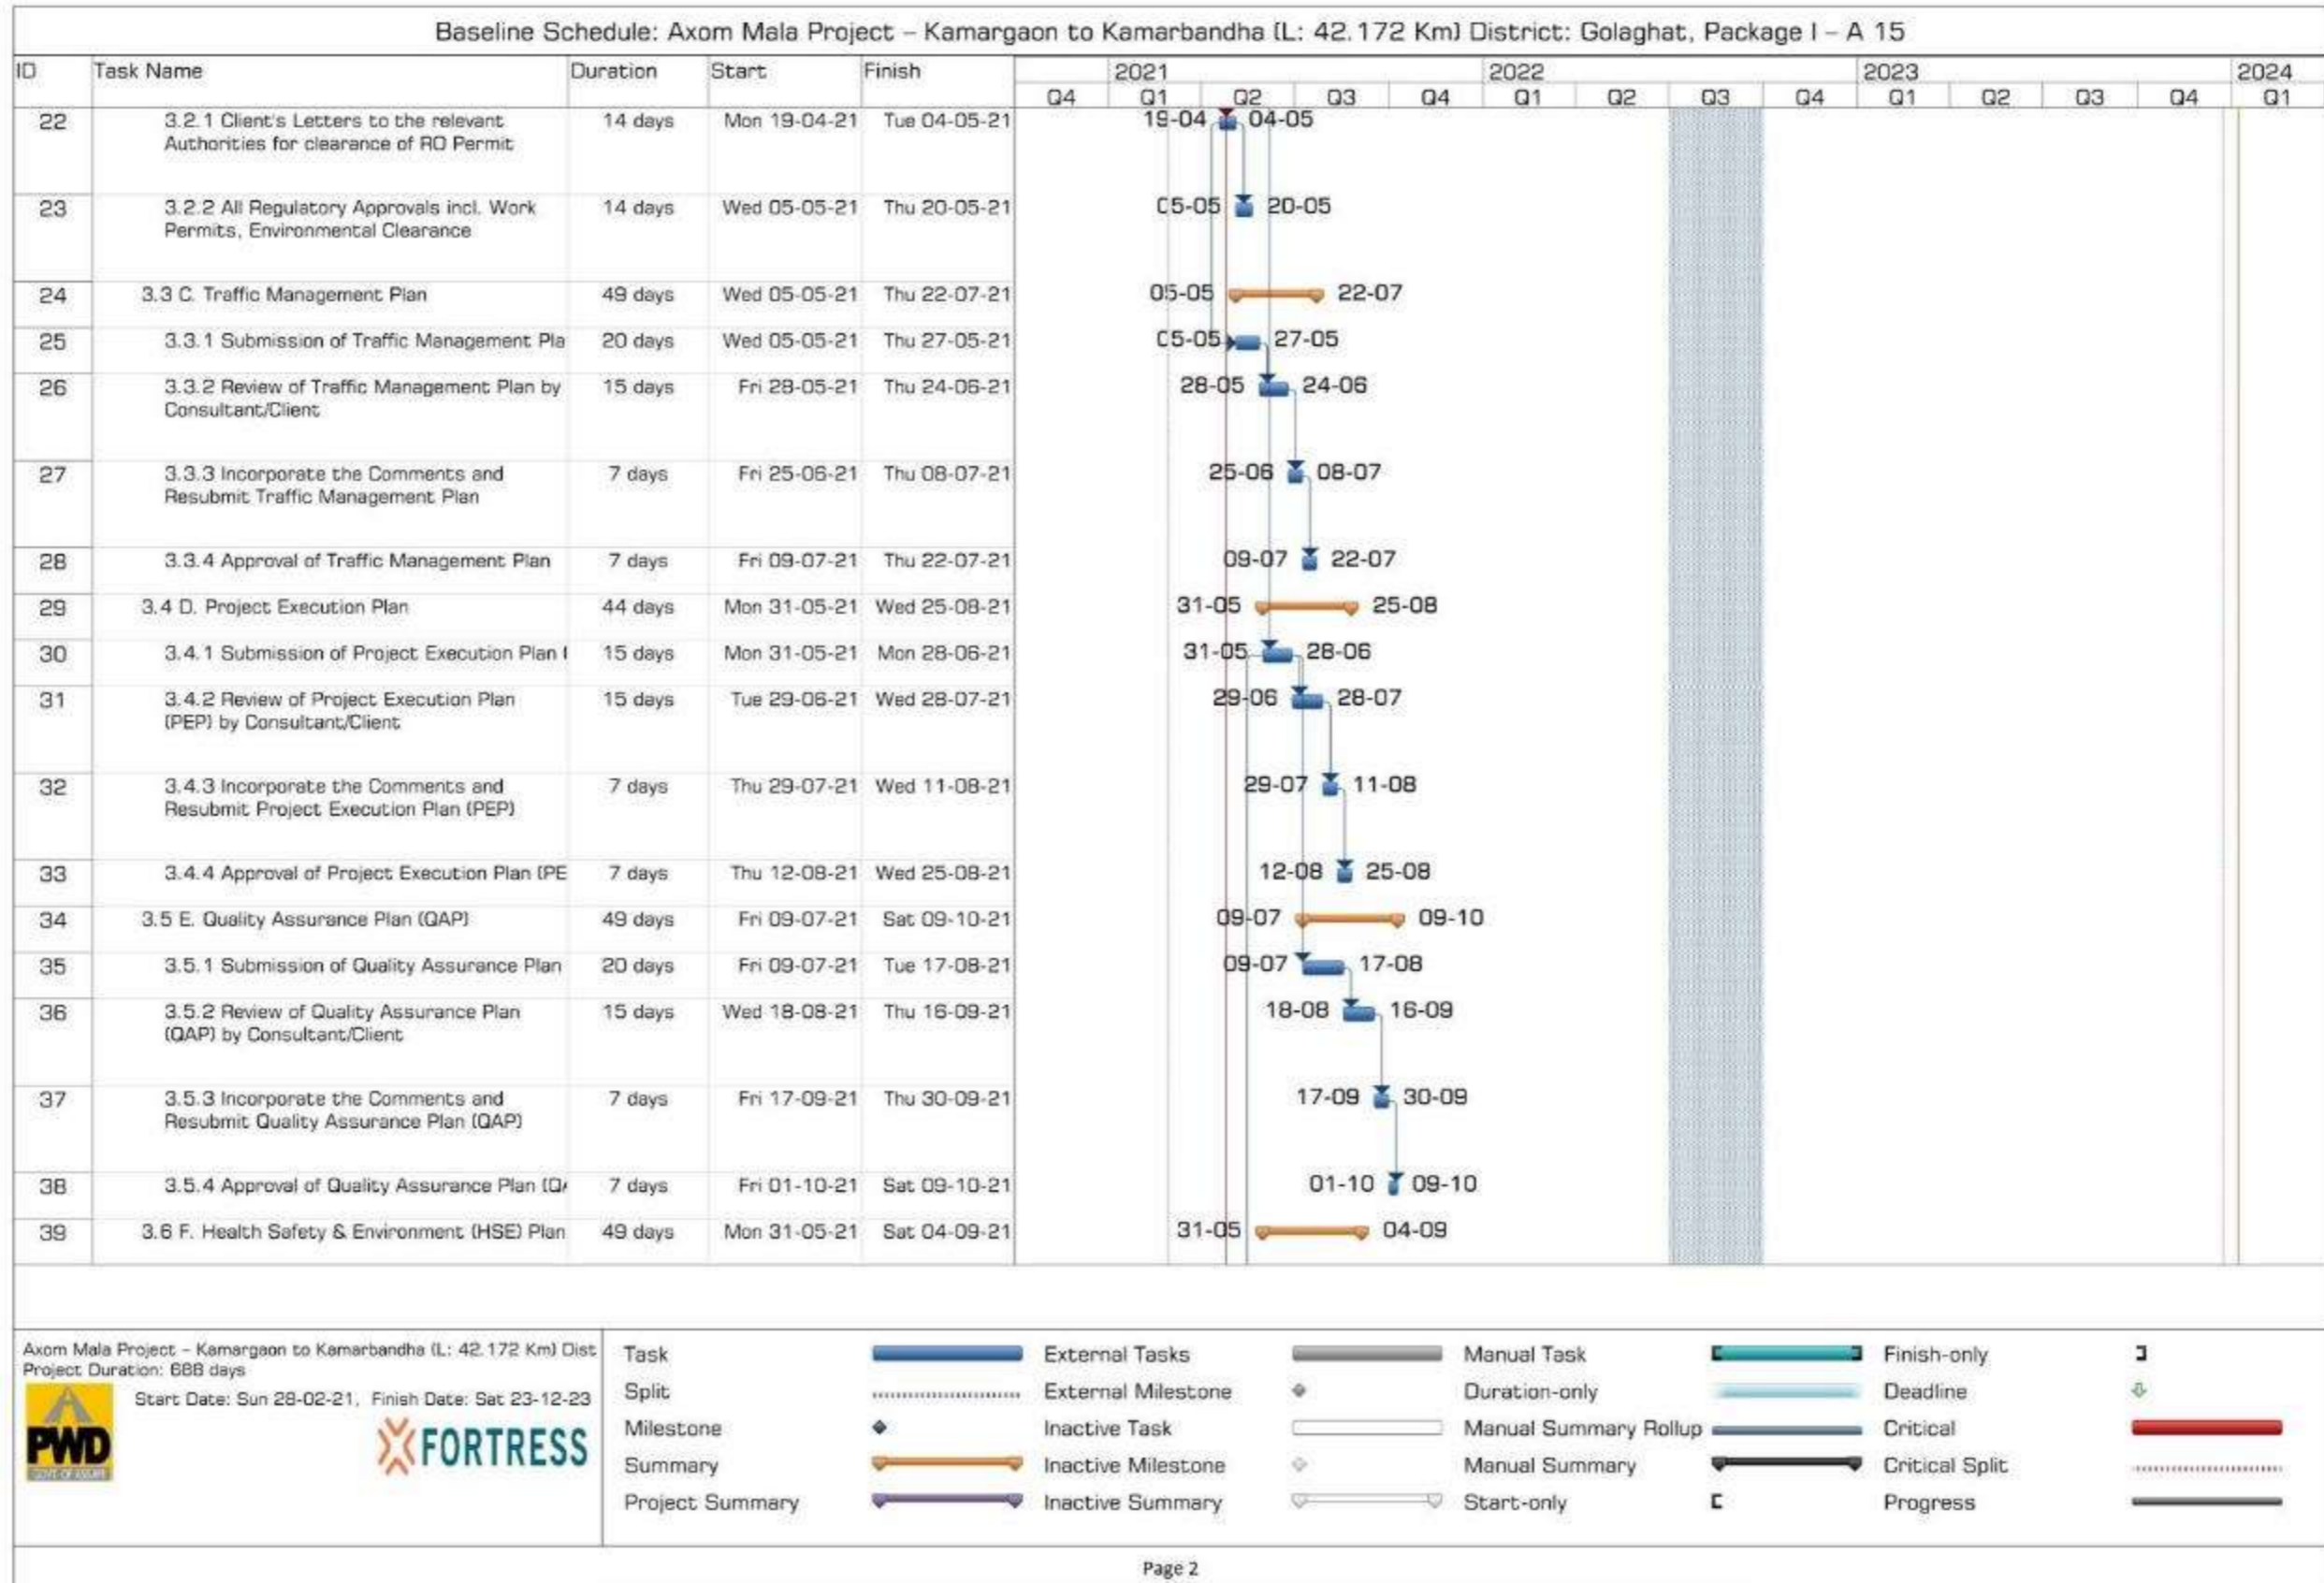 Baseline Schedule: Axom Mala Project – Kamargaon to Kamarbandha (L: 42.172 Km) District: Golaghat, Package I – A 15
ID Task Name Duration Start Finish 2021 2022 2023 2024
Q4 Q1 Q2 Q3 Q4 Q1 Q2 Q3 Q4 Q1 Q2 Q3 Q4 Q1
22 3.2.1 Client's Letters to the relevant 14 days Mon 19-04-21 Tue 04-05-21 19-04 04-05
Authorities for clearance of RO Permit
23 3.2.2 All Regulatory Approvals incl. Work 14 days Wed 05-05-21 Thu 20-05-21 05-05 20-05
Permits, Environmental Clearance
24 3.3 C. Traffic Management Plan 49 days Wed 05-05-21 Thu 22-07-21 05-05 22-07
25 3.3.1 Submission of Traffic Management Pla 20 days Wed 05-05-21 Thu 27-05-21 05-05 27-05
26 3.3.2 Review of Traffic Management Plan by 15 days Fri 28-05-21 Thu 24-06-21 28-05 24-06
Consultant/Client
27 3.3.3 Incorporate the Comments and 7 days Fri 25-06-21 Thu 08-07-21 25-06 08-07
Resubmit Traffic Management Plan
28 3.3.4 Approval of Traffic Management Plan 7 days Fri 09-07-21 Thu 22-07-21 09-07 22-07
29 3.4 D. Project Execution Plan 44 days Mon 31-05-21 Wed 25-08-21 31-05 25-08
30 3.4.1 Submission of Project Execution Plan ( 15 days Mon 31-05-21 Mon 28-06-21 31-05 28-06
31 3.4.2 Review of Project Execution Plan 15 days Tue 29-06-21 Wed 28-07-21 29-06 28-07
(PEP) by Consultant/Client
32 3.4.3 Incorporate the Comments and 7 days Thu 29-07-21 Wed 11-08-21 29-07 11-08
Resubmit Project Execution Plan (PEP)
33 3.4.4 Approval of Project Execution Plan (PE 7 days Thu 12-08-21 Wed 25-08-21 12-08 25-08
34 3.5 E. Quality Assurance Plan (QAP) 49 days Fri 09-07-21 Sat 09-10-21 09-07 09-10
35 3.5.1 Submission of Quality Assurance Plan 20 days Fri 09-07-21 Tue 17-08-21 09-07 17-08
36 3.5.2 Review of Quality Assurance Plan 15 days Wed 18-08-21 Thu 16-09-21 18-08 16-09
(QAP) by Consultant/Client
37 3.5.3 Incorporate the Comments and 7 days Fri 17-09-21 Thu 30-09-21 17-09 30-09
Resubmit Quality Assurance Plan (QAP)
38 3.5.4 Approval of Quality Assurance Plan (QA 7 days Fri 01-10-21 Sat 09-10-21 01-10 09-10
39 3.6 F. Health Safety & Environment (HSE) Plan 49 days Mon 31-05-21 Sat 04-09-21 31-05 04-09
Axom Mala Project – Kamargaon to Kamarbandha (L: 42.172 Km) Dist
Project Duration: 688 days
Start Date: Sun 28-02-21, Finish Date: Sat 23-12-23
PWD
GOVT OF ASSAM
FORTRESS
Task External Tasks Manual Task Finish-only
Split External Milestone Duration-only Deadline
Milestone Inactive Task Manual Summary Rollup Critical
Summary Inactive Milestone Manual Summary Critical Split
Project Summary Inactive Summary Start-only Progress
Page 2